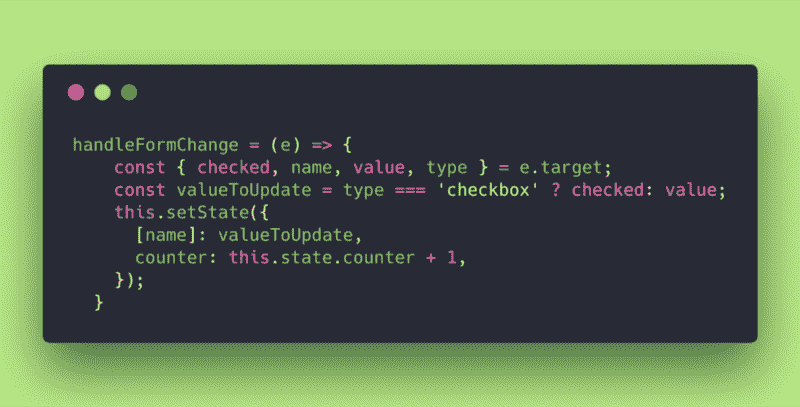 handleFormChange = (e) => {
    const { checked, name, value, type } = e.target;
    const valueToUpdate = type === 'checkbox' ? checked: value;
    this.setState({
      [name]: valueToUpdate,
      counter: this.state.counter + 1,
    });
  }